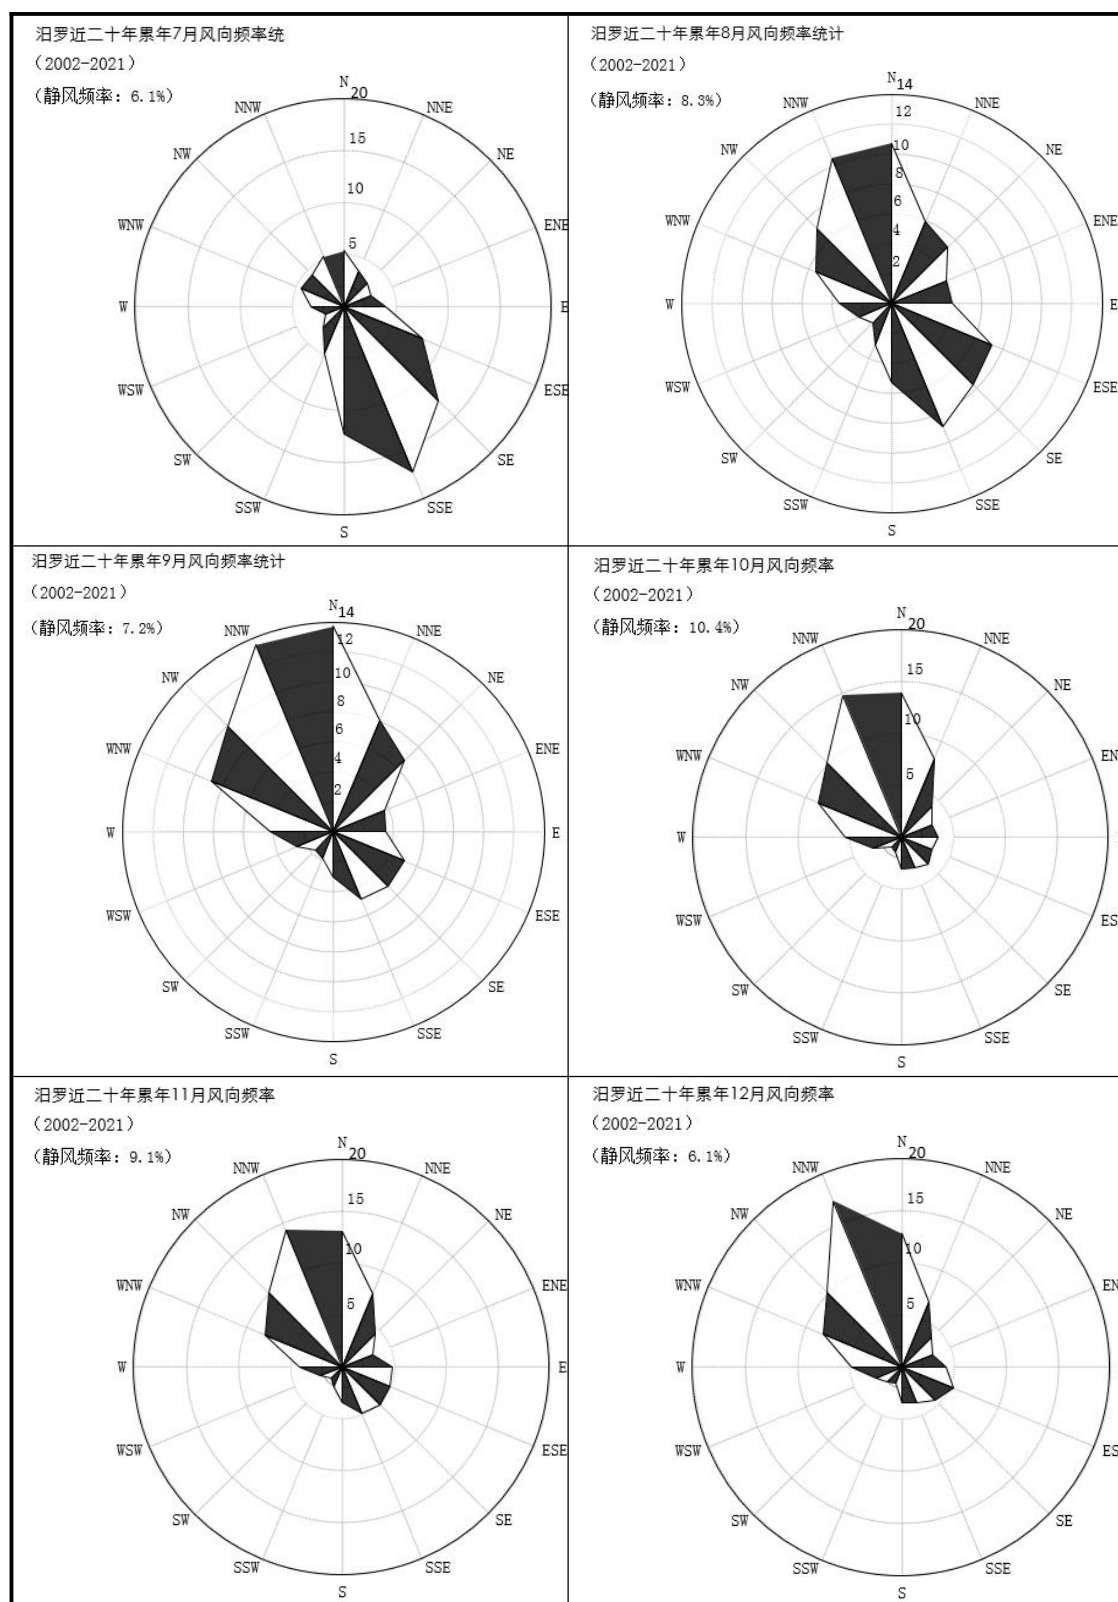 汨罗近二十年累年7月风向频率统
(2002-2021)
(静风频率: 6.1%)
N
20
NNW
NNE
NW
15
NE
10
WNW
ENE
5
W
E
WSW
ESE
SW
SE
SSW
SSE
S
汨罗近二十年累年8月风向频率统计
(2002-2021)
(静风频率: 8.3%)
N
14
NNW
NNE
12
NW
10
NE
8
WNW
ENE
4
2
W
E
WSW
ESE
SW
SE
SSW
SSE
S
汨罗近二十年累年9月风向频率统计
(2002-2021)
(静风频率: 7.2%)
N
14
NNW
NNE
12
NW
NE
10
8
WNW
6
ENE
4
2
W
E
WSW
ESE
SW
SE
SSW
SSE
S
汨罗近二十年累年10月风向频率
(2002-2021)
(静风频率: 10.4%)
N
20
NNW
NNE
NW
15
NE
10
WNW
EN
5
W
WSW
ES
SW
SE
SSW
SSE
S
汨罗近二十年累年11月风向频率
(2002-2021)
(静风频率: 9.1%)
N
20
NNW
NNE
NW
15
NE
10
WNW
ENE
5
W
E
WSW
ESE
SW
SE
SSW
SSE
S
汨罗近二十年累年12月风向频率
(2002-2021)
(静风频率: 6.1%)
N
20
NNW
NNE
NW
15
NE
10
WNW
EN
5
W
WSW
ES
SW
SE
SSW
SSE
S